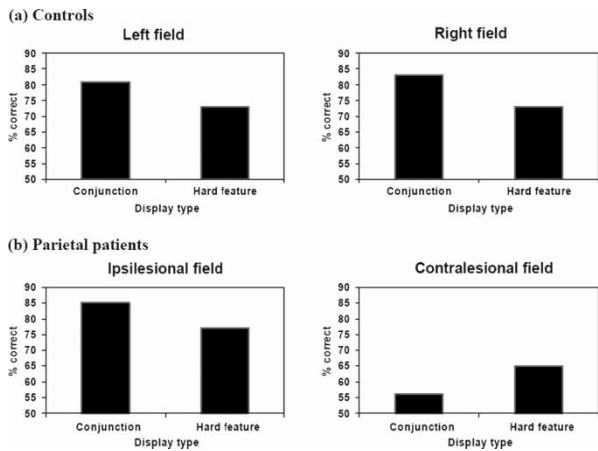 (a) Controls
Left field
Right field
90
85
80
75
70
65
60
55
50
% correct
Conjunction Hard feature
Display type
90
85
80
75
70
65
60
55
50
% correct
Conjunction Hard feature
Display type
(b) Parietal patients
Ipsilesional field
Contralesional field
90
85
80
75
70
65
60
55
50
% correct
Conjunction Hard feature
Display type
90
85
80
75
70
65
60
55
50
% correct
Conjunction Hard feature
Display type